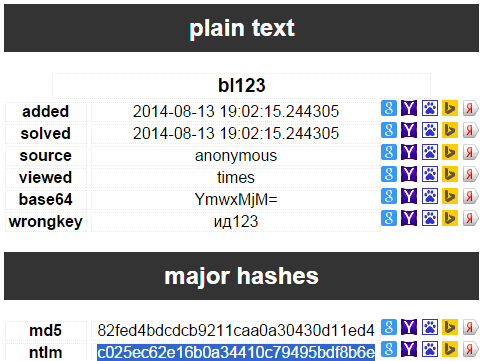 plain text
bl123
added 2014-08-13 19:02:15.244305
solved 2014-08-13 19:02:15.244305
source anonymous
viewed times
base64 YmwxMjM=
wrongkey ид123
major hashes
md5 82fed4bdcdcb9211caa0a30430d11ed4
ntlm c025ec62e16b0a34410c79495bdf8b6e